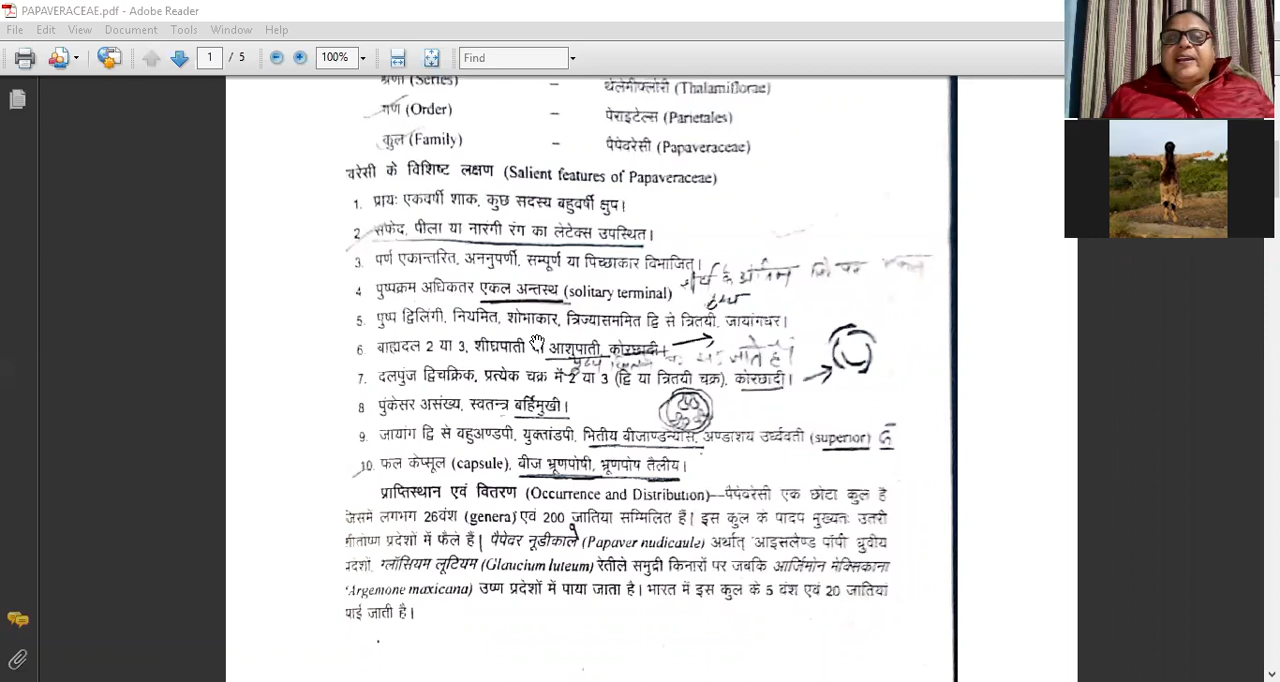 PAPAVERACEAE.pdf - Adobe Reader
File Edit View Document Tools Window Help
1 / 5 100% Find
श्रेणी (Series) – थेलेमीफ्लोरी (Thalamiflorae)
गण (Order) – पेराइटेल्स (Parietales)
कुल (Family) – पैपेवरेसी (Papaveraceae)
वरेसी के विशिष्ट लक्षण (Salient features of Papaveraceae)
1. प्रायः एकवर्षी शाक, कुछ सदस्य बहुवर्षी क्षुप।
2 सफेद, पीला या नारंगी रंग का लेटेक्स उपस्थित।
3. पर्ण एकान्तरित, अननुपर्णी, सम्पूर्ण या पिच्छाकार विभाजित।
4 पुष्पक्रम अधिकतर एकल अन्तस्थ (solitary terminal)
5. पुष्प द्विलिंगी, नियमित, शोभाकार, त्रिज्यासममित द्वि से त्रितयी, जायांगधर।
6. बाह्यदल 2 या 3, शीघ्रपाती आशुपाती, कोरछादी।
7. दलपुंज द्विचक्रिक, प्रत्येक चक्र में 2 या 3 (द्वि या त्रितयी चक्र), कोरछादी।
8 पुंकेसर असंख्य, स्वतन्त्र बर्हिमुखी।
9. जायांग द्वि से बहुअण्डपी, युक्तांडपी, भितीय बीजाण्डन्यास, अण्डाशय उर्ध्ववती (superior) G
10. फल केप्सूल (capsule), बीज भ्रूणपोषी, भ्रूणपोष तैलीय।
प्राप्तिस्थान एवं वितरण (Occurrence and Distribution)–पैपेवरेसी एक छोटा कुल है
जिसमें लगभग 26वंश (genera) एवं 200 जातिया सम्मिलित हैं। इस कुल के पादप मुख्यतः उतरी
शीतोष्ण प्रदेशों में फैले हैं। पैपेवर नूडीकाले (Papaver nudicaule) अर्थात् 'आइसलेण्ड पॉपी ध्रुवीय
प्रदेशों, ग्लॉसियम लूटियम (Glaucium luteum) रेतीले समुद्री किनारों पर जबकि आर्जिमोन मेक्सिकाना
'Argemone maxicana) उष्ण प्रदेशों में पाया जाता है। भारत में इस कुल के 5 वंश एवं 20 जातियां
पाई जाती है।